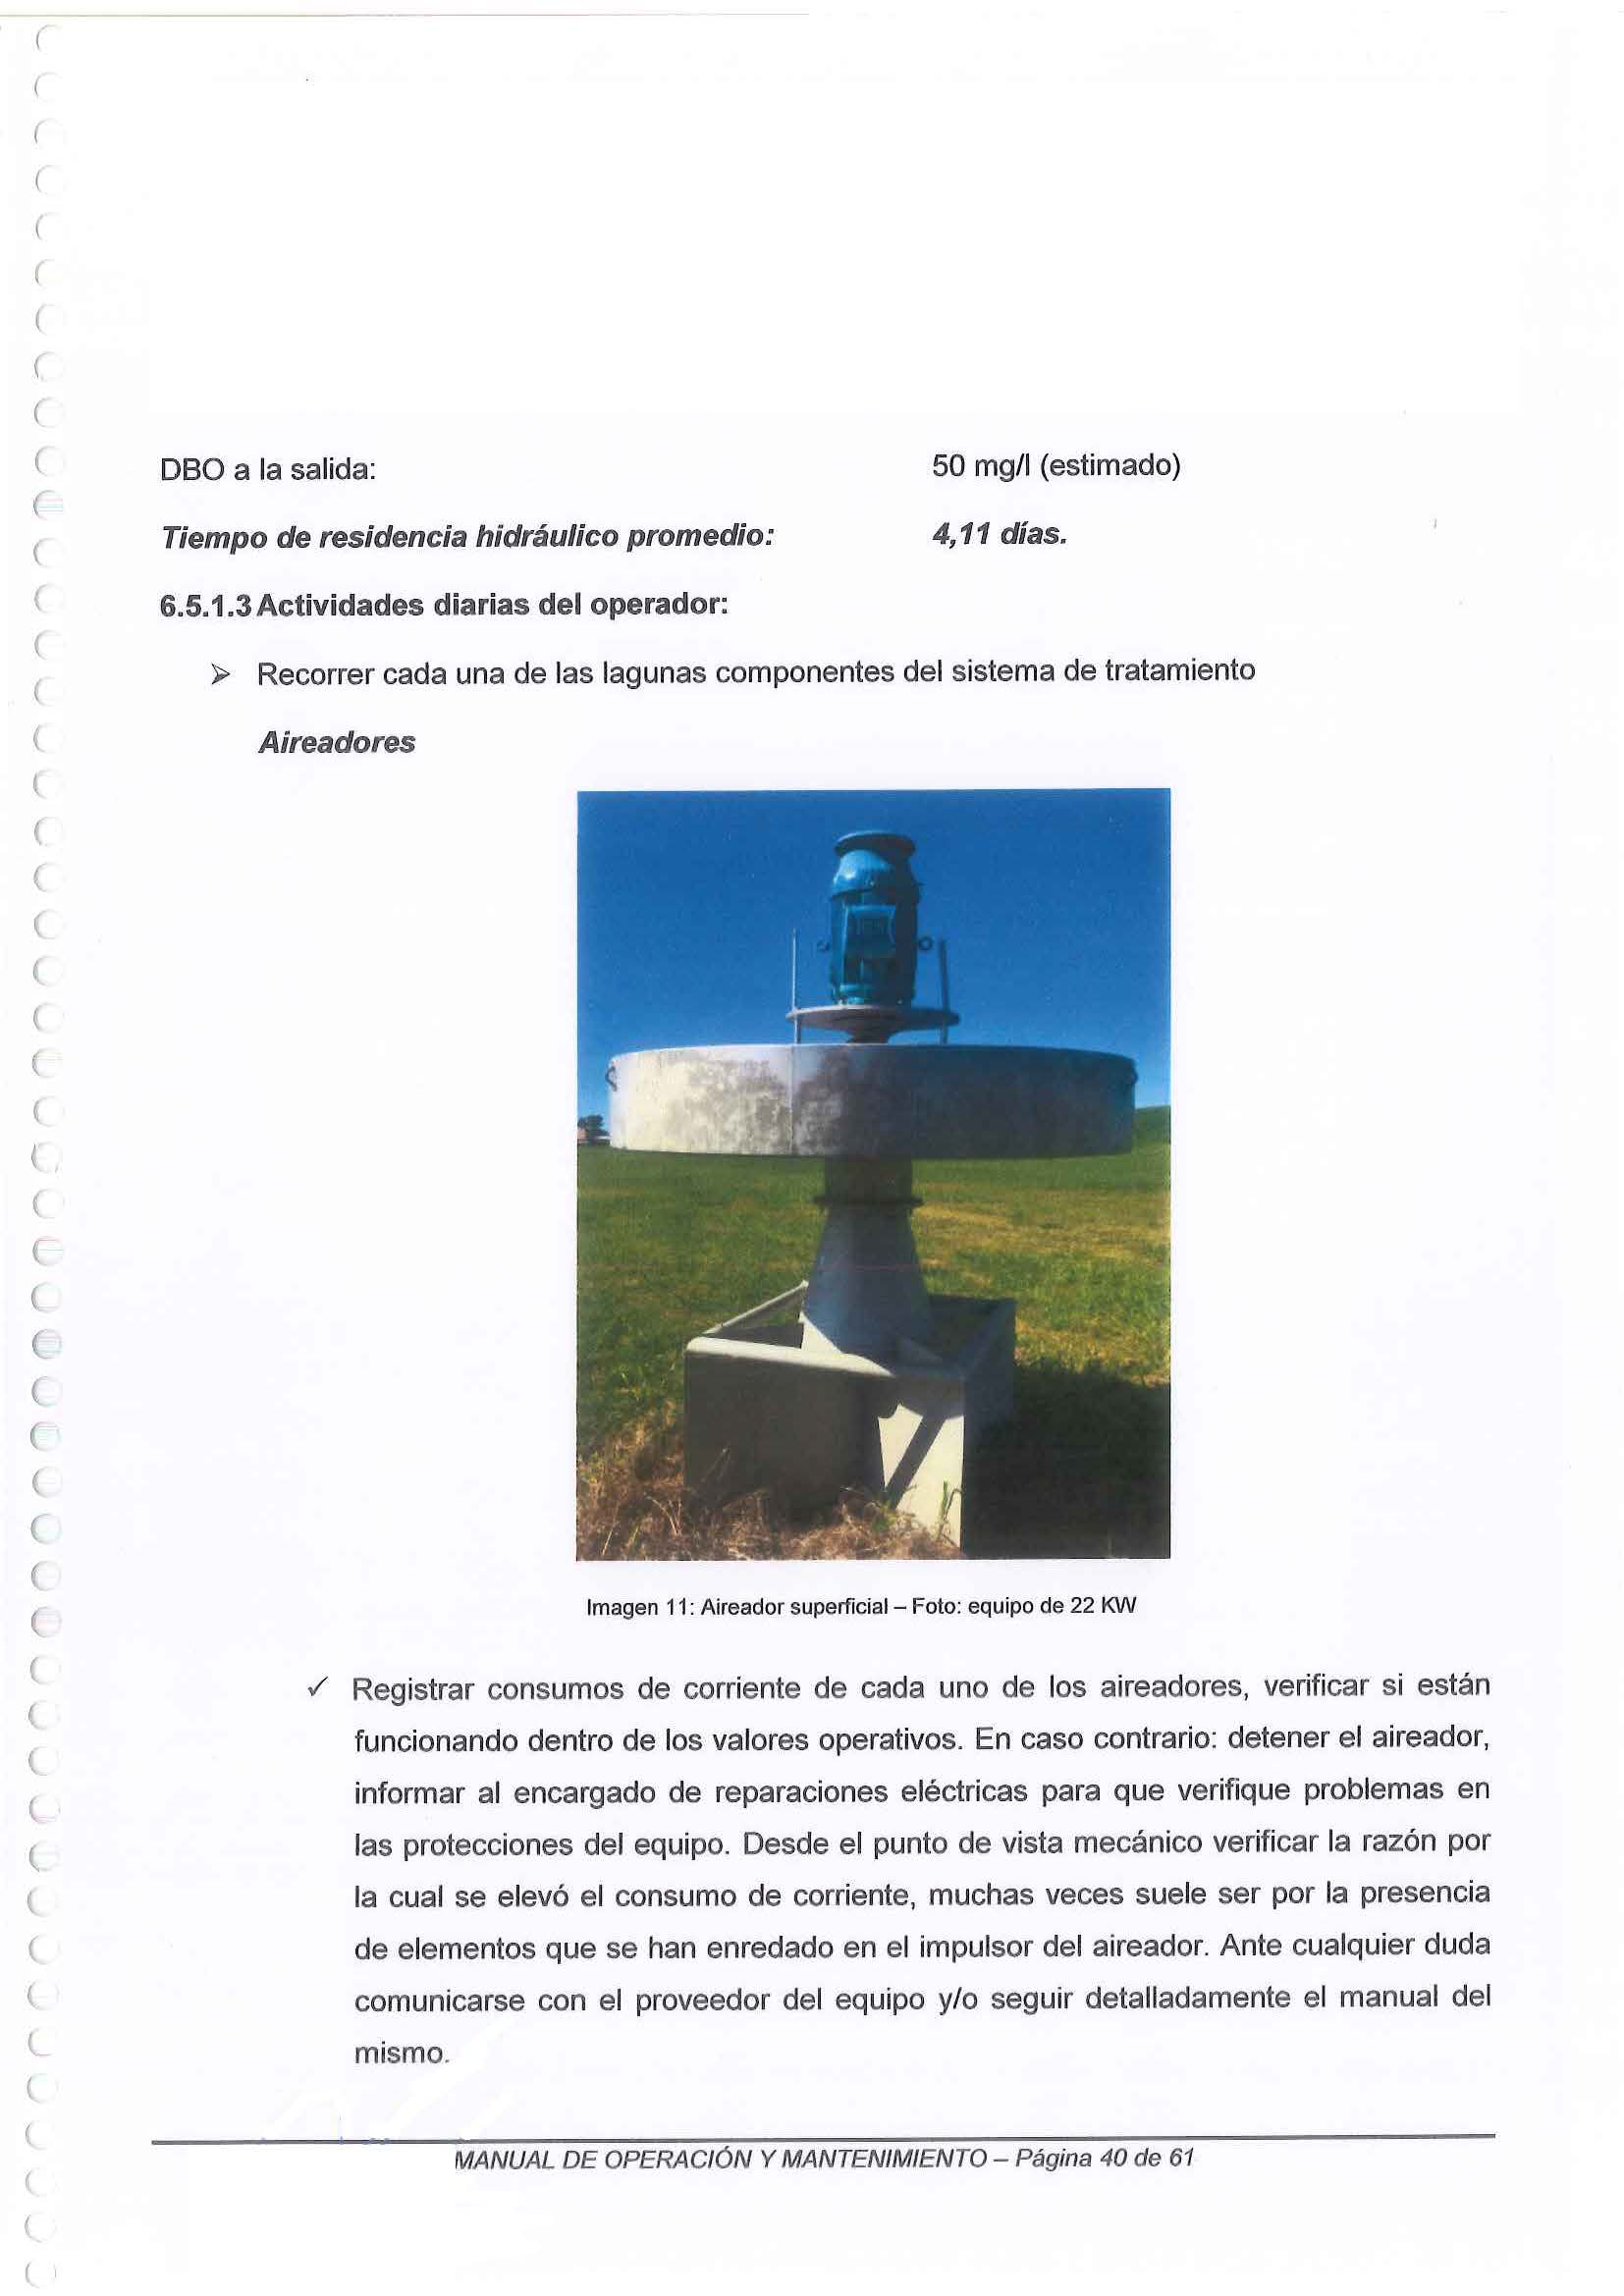 DBO a la salida: 50 mg/l (estimado)
Tiempo de residencia hidráulico promedio: 4,11 días.
6.5.1.3 Actividades diarias del operador:
➢ Recorrer cada una de las lagunas componentes del sistema de tratamiento
Aireadores
Imagen 11: Aireador superficial – Foto: equipo de 22 KW
✓ Registrar consumos de corriente de cada uno de los aireadores, verificar si están
funcionando dentro de los valores operativos. En caso contrario: detener el aireador,
informar al encargado de reparaciones eléctricas para que verifique problemas en
las protecciones del equipo. Desde el punto de vista mecánico verificar la razón por
la cual se elevó el consumo de corriente, muchas veces suele ser por la presencia
de elementos que se han enredado en el impulsor del aireador. Ante cualquier duda
comunicarse con el proveedor del equipo y/o seguir detalladamente el manual del
mismo.
MANUAL DE OPERACIÓN Y MANTENIMIENTO – Página 40 de 61